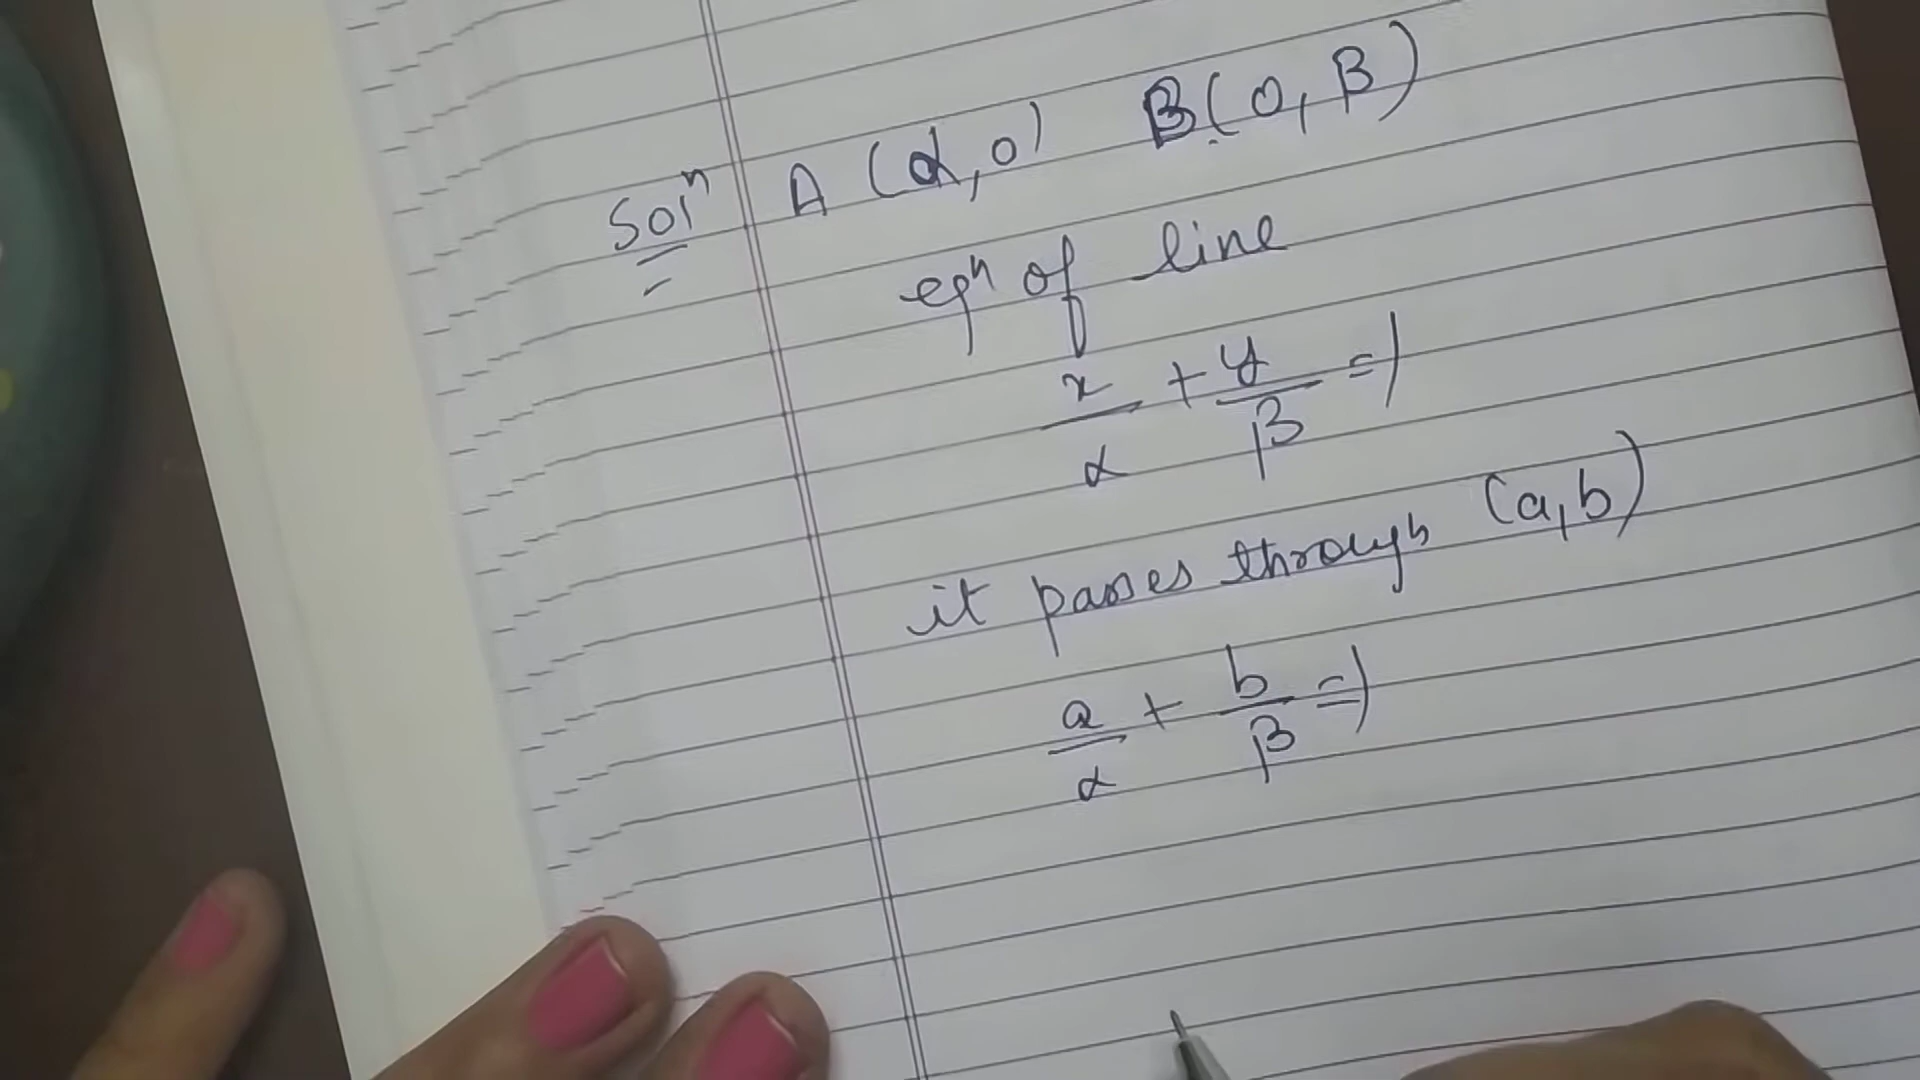 Solⁿ A (α,0) B(0,β)
eqⁿ of line
x/α + y/β = 1
it passes through (a,b)
a/α + b/β = 1